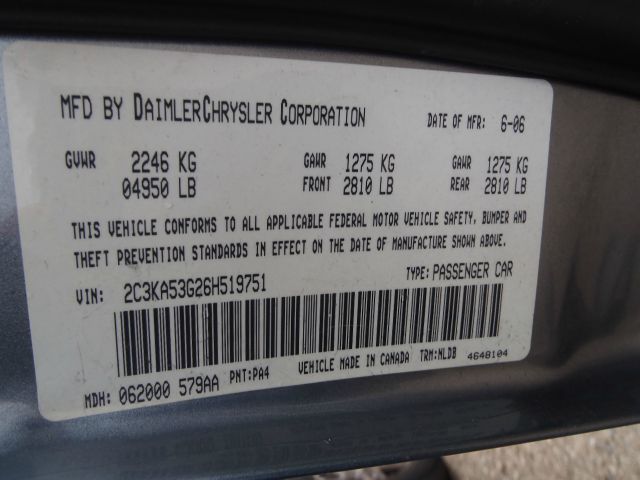 MFD BY DAIMLERCHRYSLER CORPORATION DATE OF MFR: 6-06
GVWR 2246 KG GAWR 1275 KG GAWR 1275 KG
04950 LB FRONT 2810 LB REAR 2810 LB
THIS VEHICLE CONFORMS TO ALL APPLICABLE FEDERAL MOTOR VEHICLE SAFETY, BUMPER AND
THEFT PREVENTION STANDARDS IN EFFECT ON THE DATE OF MANUFACTURE SHOWN ABOVE.
VIN: 2C3KA53G26H519751 TYPE: PASSENGER CAR
MDH: 062000 579AA PNT:PA4 VEHICLE MADE IN CANADA TRM:NLDB 4648104